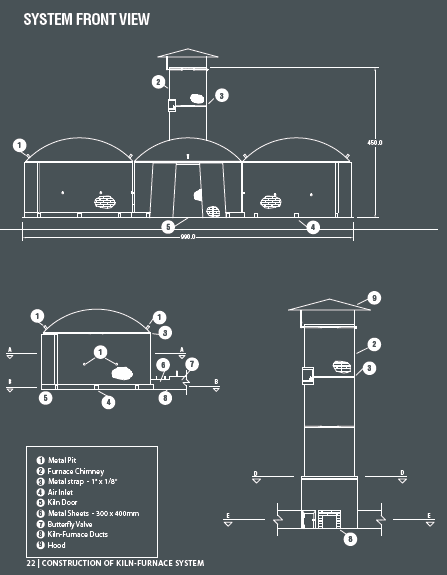 SYSTEM FRONT VIEW
2
3
1
450.0
5
4
990.0
1
1
3
A
A
1
6
7
B
B
5
4
8
9
2
3
D
D
E
E
8
1 Metal Pit
2 Furnace Chimney
3 Metal strap - 1" x 1/8"
4 Air Inlet
5 Kiln Door
6 Metal Sheets - 300 x 400mm
7 Butterfly Valve
8 Kiln-Furnace Ducts
9 Hood
22 | CONSTRUCTION OF KILN-FURNACE SYSTEM